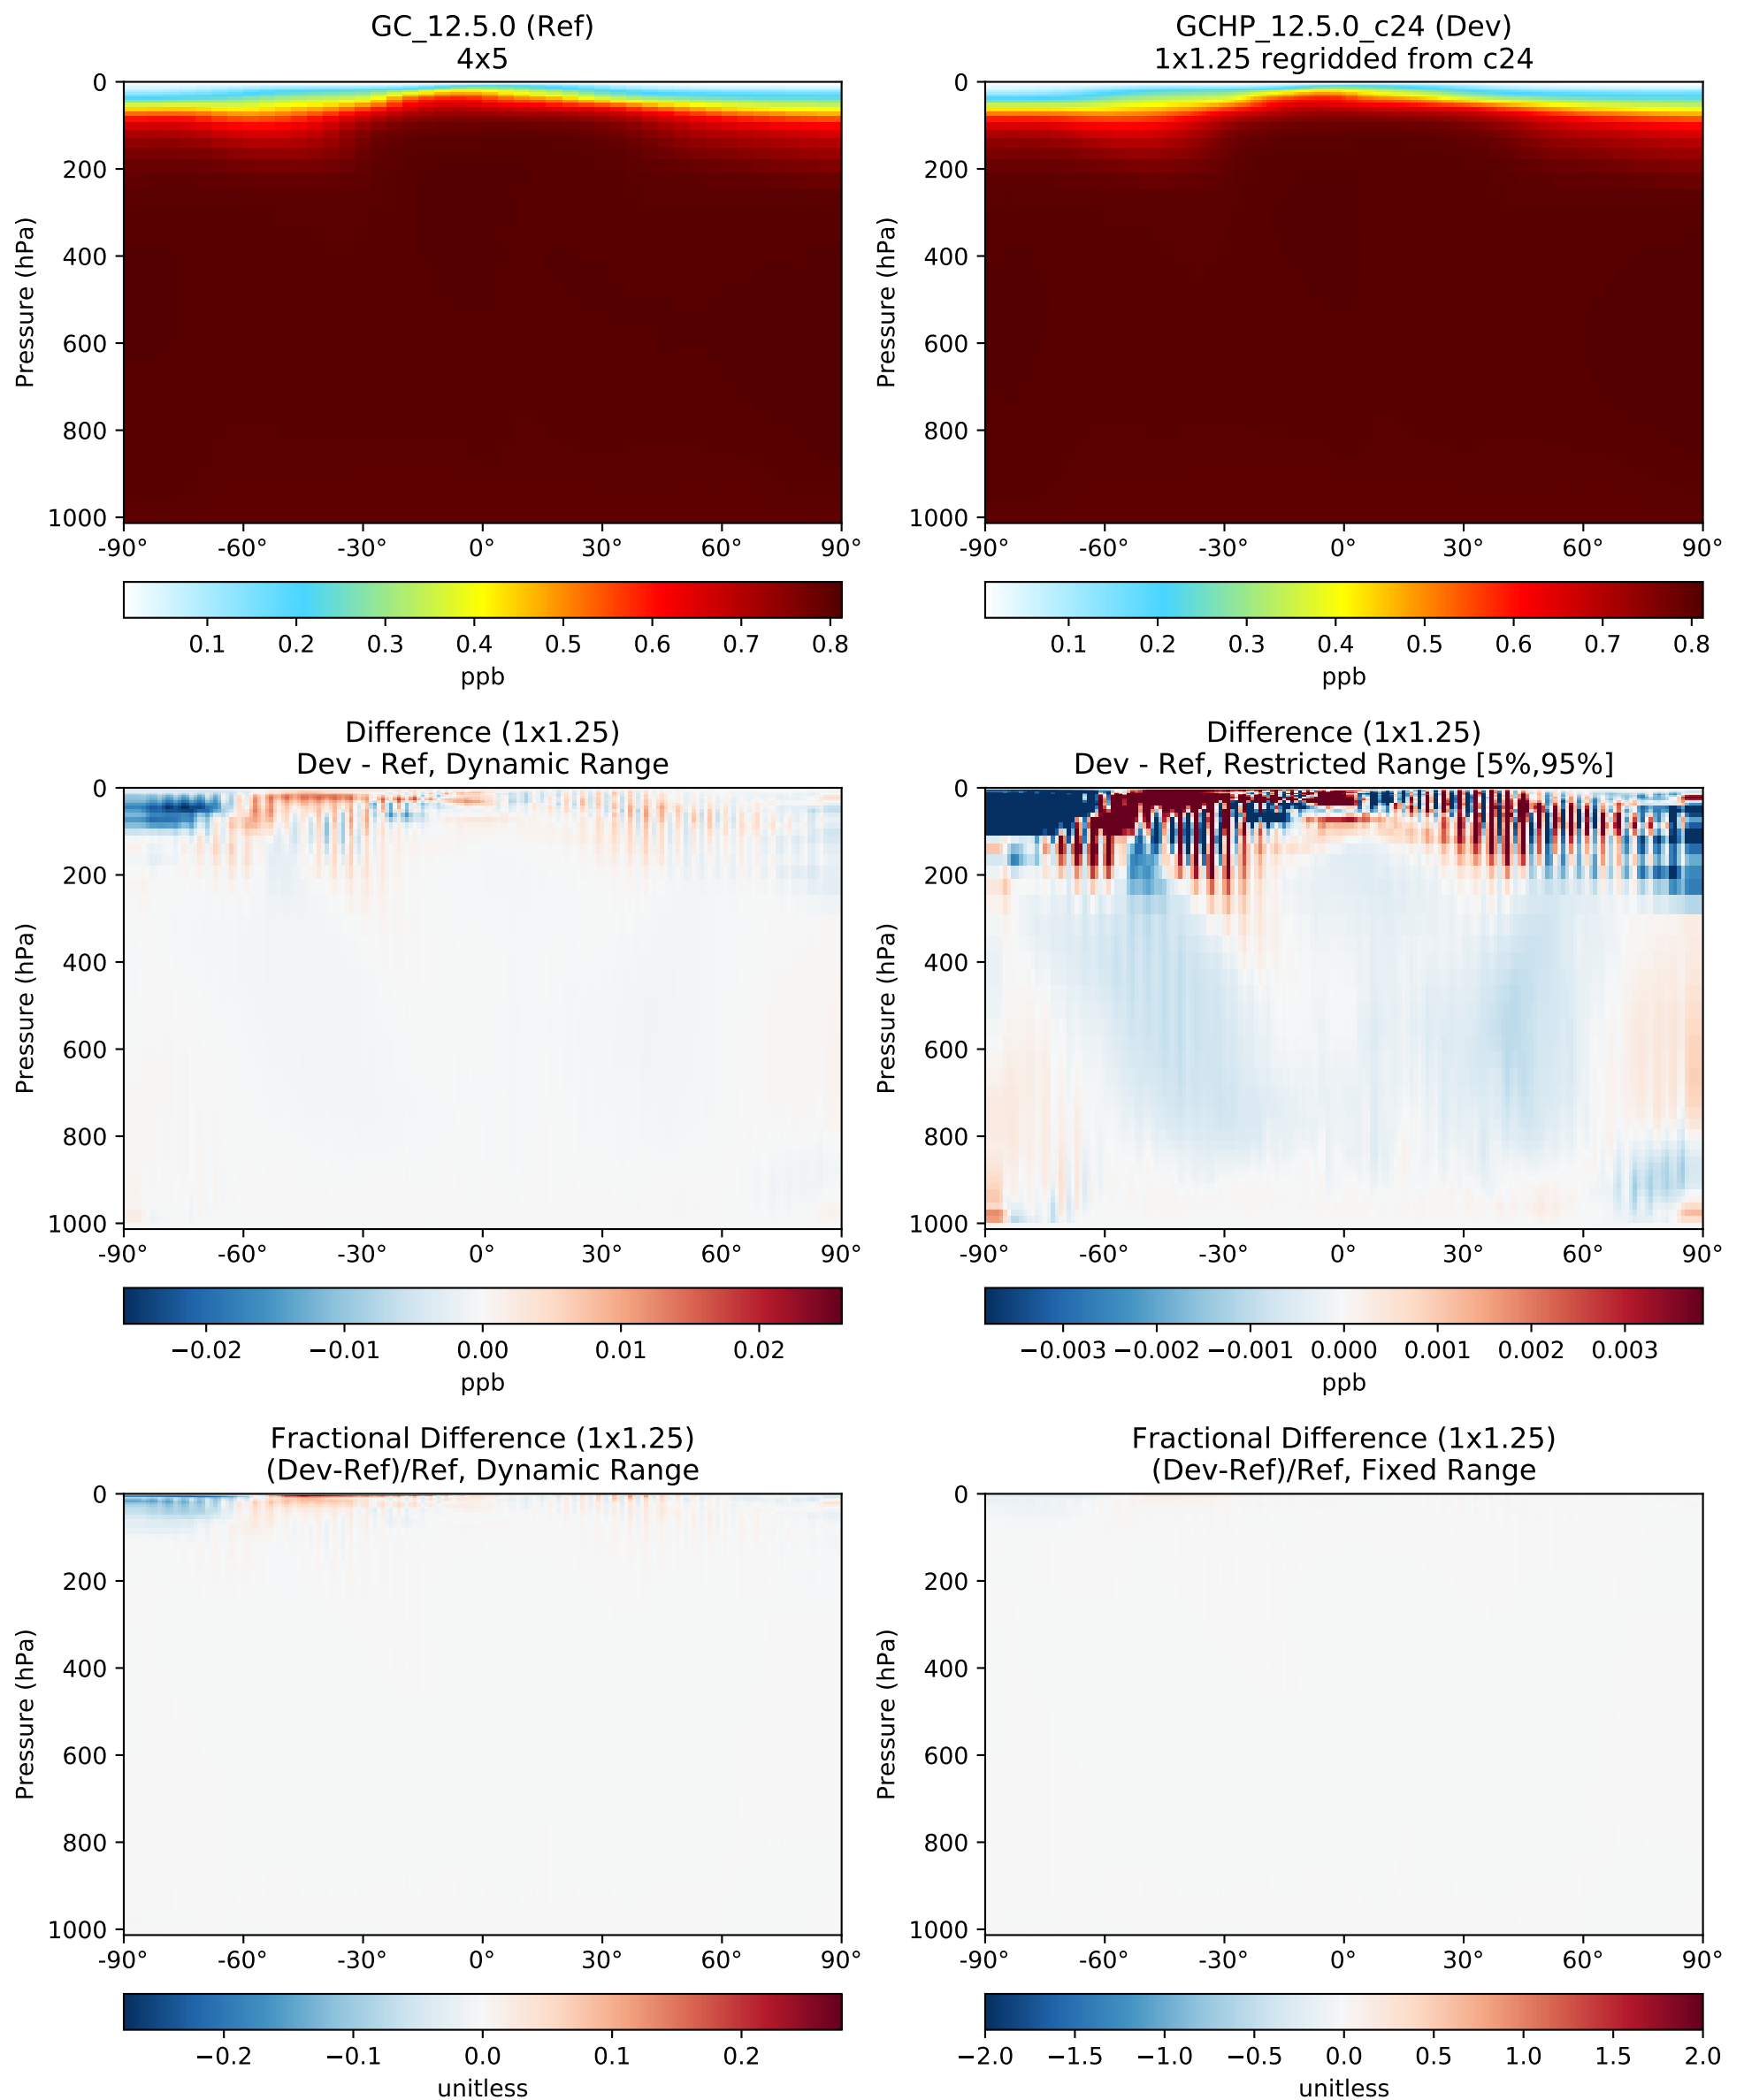 GC_12.5.0 (Ref)
4x5
0
200
400
600
800
1000
Pressure (hPa)
-90° -60° -30° 0° 30° 60° 90°
0.1 0.2 0.3 0.4 0.5 0.6 0.7 0.8
ppb
GCHP_12.5.0_c24 (Dev)
1x1.25 regridded from c24
0
200
400
600
800
1000
Pressure (hPa)
-90° -60° -30° 0° 30° 60° 90°
0.1 0.2 0.3 0.4 0.5 0.6 0.7 0.8
ppb
Difference (1x1.25)
Dev - Ref, Dynamic Range
0
200
400
600
800
1000
Pressure (hPa)
-90° -60° -30° 0° 30° 60° 90°
−0.02 −0.01 0.00 0.01 0.02
ppb
Difference (1x1.25)
Dev - Ref, Restricted Range [5%,95%]
0
200
400
600
800
1000
Pressure (hPa)
-90° -60° -30° 0° 30° 60° 90°
−0.003 −0.002 −0.001 0.000 0.001 0.002 0.003
ppb
Fractional Difference (1x1.25)
(Dev-Ref)/Ref, Dynamic Range
0
200
400
600
800
1000
Pressure (hPa)
-90° -60° -30° 0° 30° 60° 90°
−0.2 −0.1 0.0 0.1 0.2
unitless
Fractional Difference (1x1.25)
(Dev-Ref)/Ref, Fixed Range
0
200
400
600
800
1000
Pressure (hPa)
-90° -60° -30° 0° 30° 60° 90°
−2.0 −1.5 −1.0 −0.5 0.0 0.5 1.0 1.5 2.0
unitless